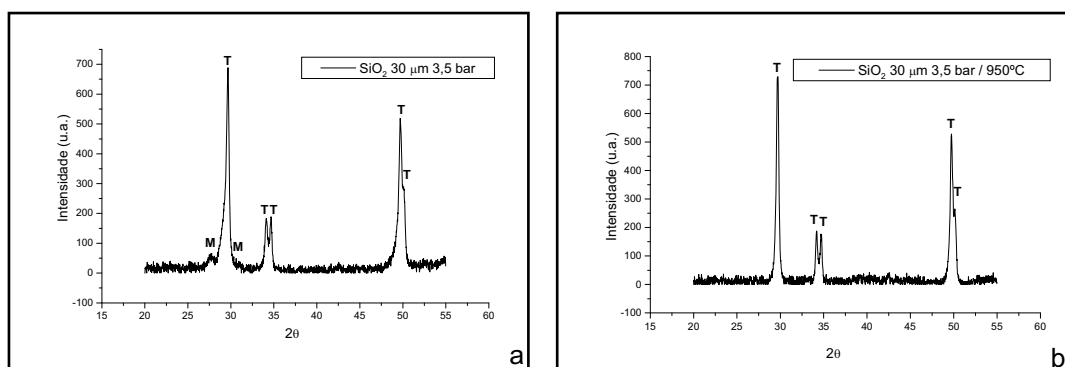 SiO₂ 30 µm 3,5 bar
Intensidade (u.a.)
700
600
500
400
300
200
100
0
-100
T
T
T
T T
M
M
15 20 25 30 35 40 45 50 55 60
2θ
a
SiO₂ 30 µm 3,5 bar / 950ºC
Intensidade (u.a.)
800
700
600
500
400
300
200
100
0
-100
T
T
T
T T
15 20 25 30 35 40 45 50 55 60
2θ
b